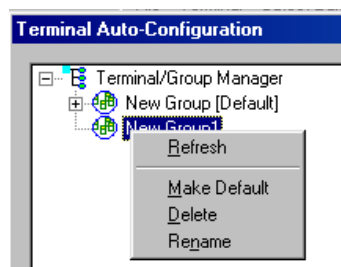 Terminal Auto-Configuration
Terminal/Group Manager
New Group [Default]
New Group1
Refresh
Make Default
Delete
Rename